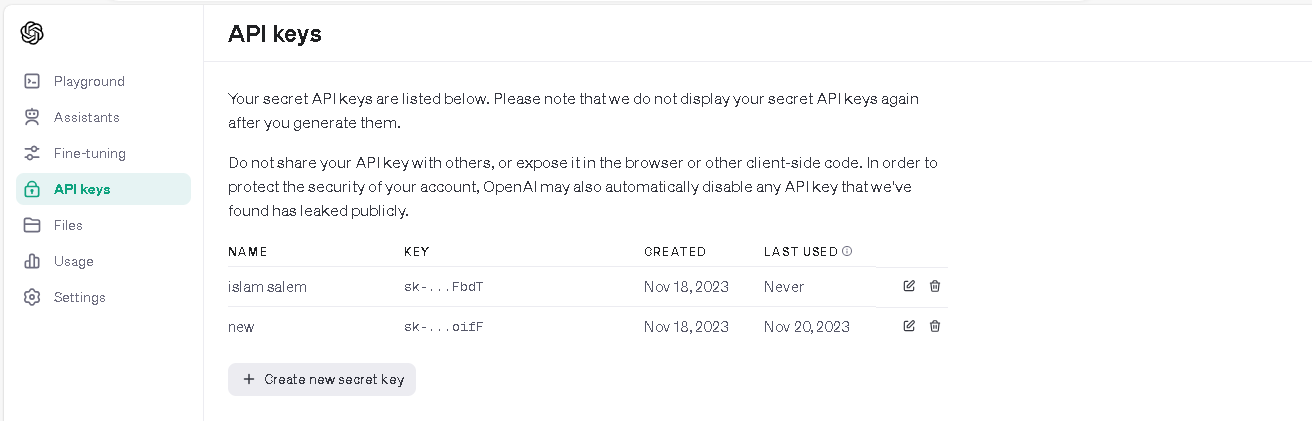 API keys
Playground
Assistants
Fine-tuning
API keys
Files
Usage
Settings
Your secret API keys are listed below. Please note that we do not display your secret API keys again
after you generate them.
Do not share your API key with others, or expose it in the browser or other client-side code. In order to
protect the security of your account, OpenAI may also automatically disable any API key that we've
found has leaked publicly.
NAME KEY CREATED LAST USED
islam salem sk-...FbdT Nov 18, 2023 Never
new sk-...oifF Nov 18, 2023 Nov 20, 2023
+ Create new secret key